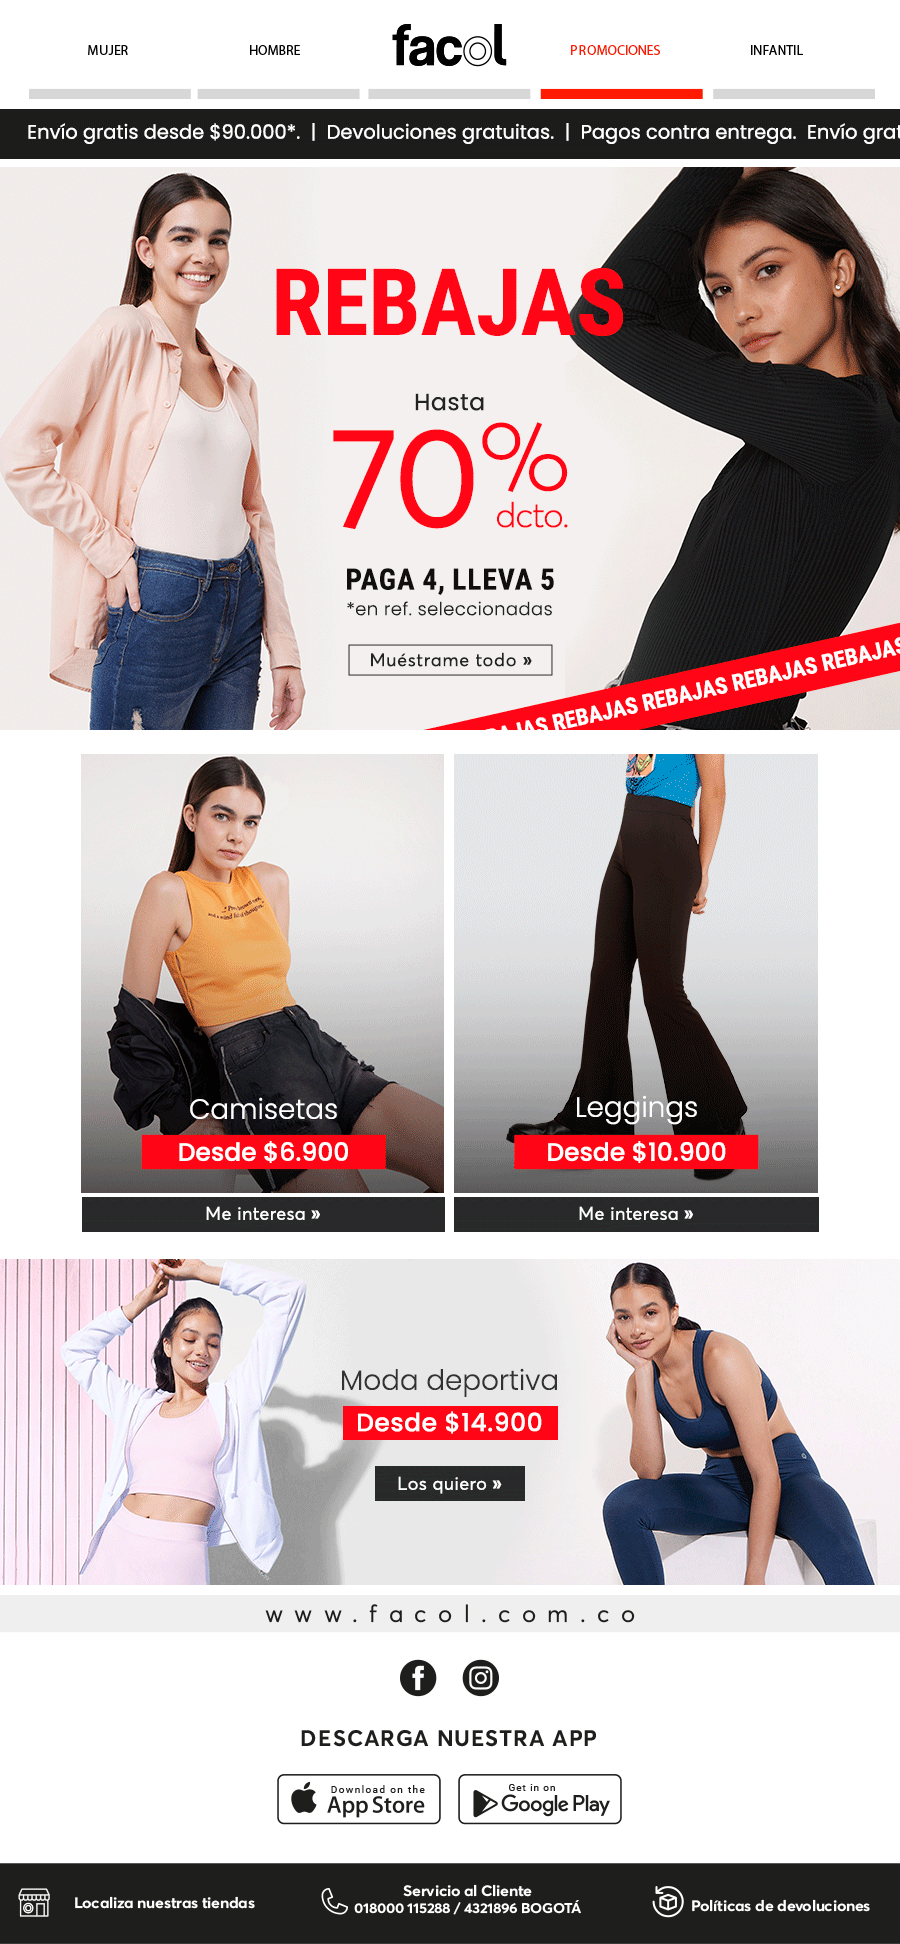 MUJER
HOMBRE
facol
PROMOCIONES
INFANTIL
Envío gratis desde $90.000*. | Devoluciones gratuitas. | Pagos contra entrega. Envío grat
REBAJAS
Hasta
70%
dcto.
PAGA 4, LLEVA 5
*en ref. seleccionadas
Muéstrame todo »
REBAJAS REBAJAS REBAJAS REBAJAS
Camisetas
Desde $6.900
Me interesa »
Leggings
Desde $10.900
Me interesa »
Moda deportiva
Desde $14.900
Los quiero »
www.facol.com.co
DESCARGA NUESTRA APP
Download on the
App Store
Get in on
Google Play
Localiza nuestras tiendas
Servicio al Cliente
018000 115288 / 4321896 BOGOTÁ
Políticas de devoluciones